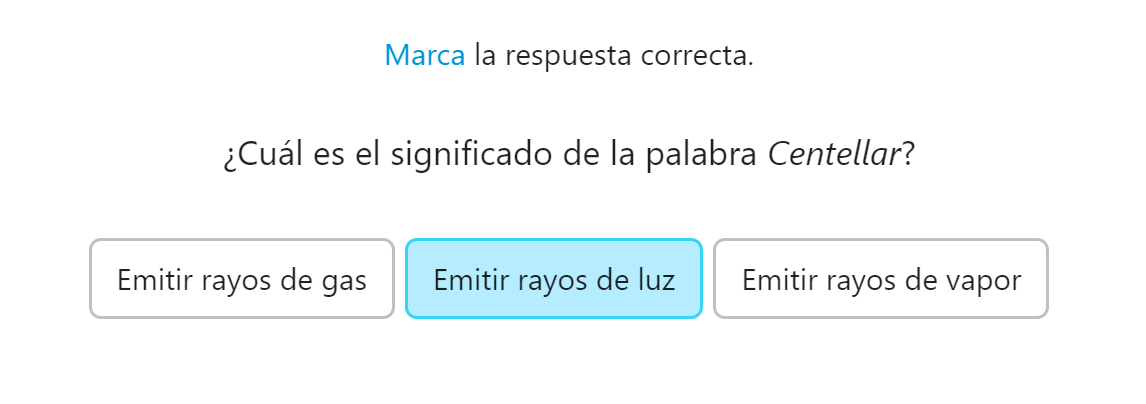 Marca la respuesta correcta.
¿Cuál es el significado de la palabra Centellar?
Emitir rayos de gas
Emitir rayos de luz
Emitir rayos de vapor